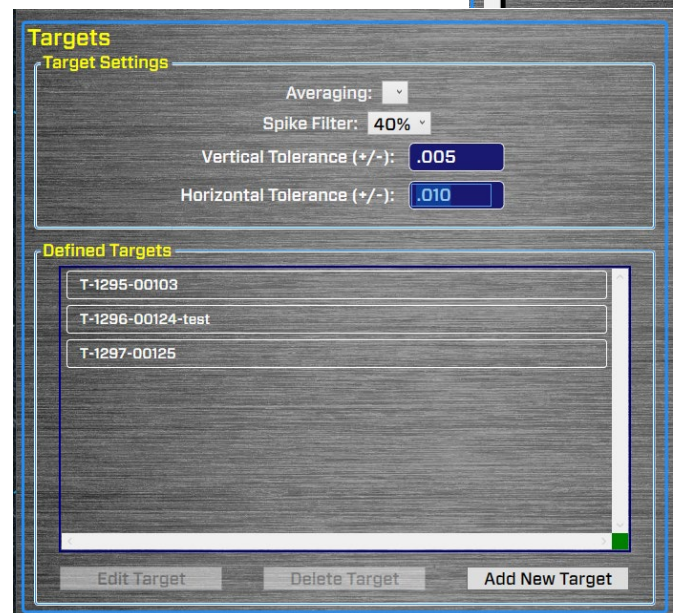 Targets
Target Settings
Averaging:
Spike Filter: 40%
Vertical Tolerance (+/-): .005
Horizontal Tolerance (+/-): .010
Defined Targets
T-1295-00103
T-1296-00124-test
T-1297-00125
Edit Target Delete Target Add New Target